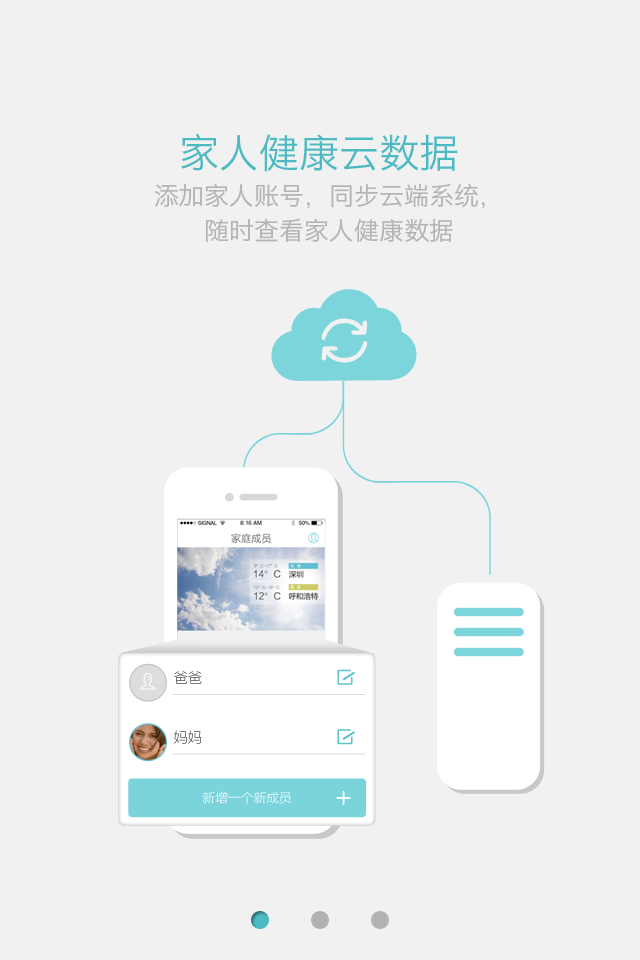 家人健康云数据
添加家人账号，同步云端系统，
随时查看家人健康数据
SIGNAL 8:16 AM 50%
家庭成员
14° C 深圳
12° C 呼和浩特
爸爸
妈妈
新增一个新成员